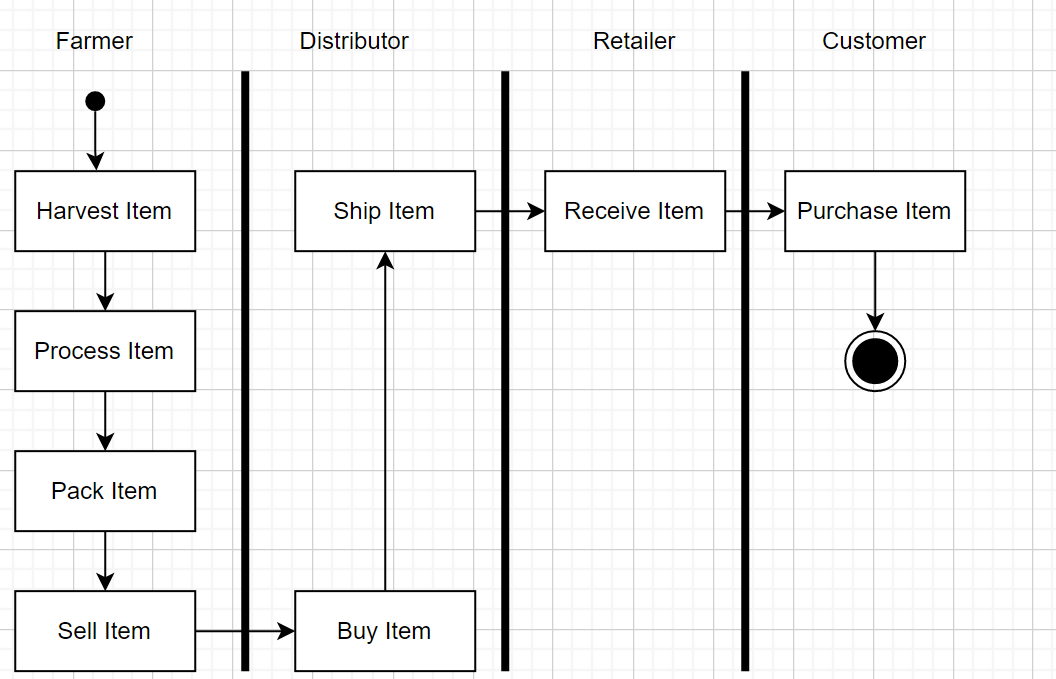 Farmer
Distributor
Retailer
Customer
Harvest Item
Ship Item
Receive Item
Purchase Item
Process Item
Pack Item
Sell Item
Buy Item